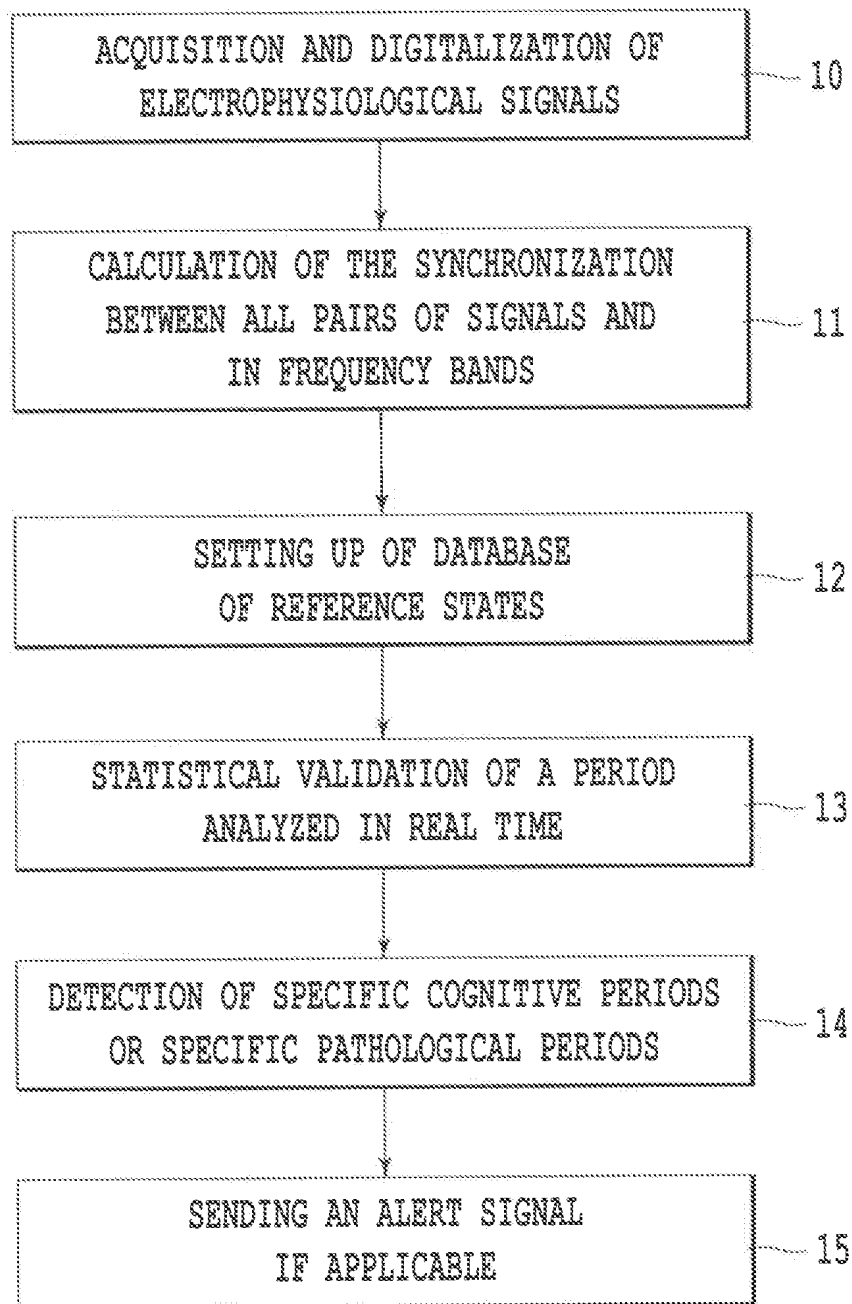 ACQUISITION AND DIGITALIZATION OF
ELECTROPHYSIOLOGICAL SIGNALS
10
CALCULATION OF THE SYNCHRONIZATION
BETWEEN ALL PAIRS OF SIGNALS AND
IN FREQUENCY BANDS
11
SETTING UP OF DATABASE
OF REFERENCE STATES
12
STATISTICAL VALIDATION OF A PERIOD
ANALYZED IN REAL TIME
13
DETECTION OF SPECIFIC COGNITIVE PERIODS
OR SPECIFIC PATHOLOGICAL PERIODS
14
SENDING AN ALERT SIGNAL
IF APPLICABLE
15